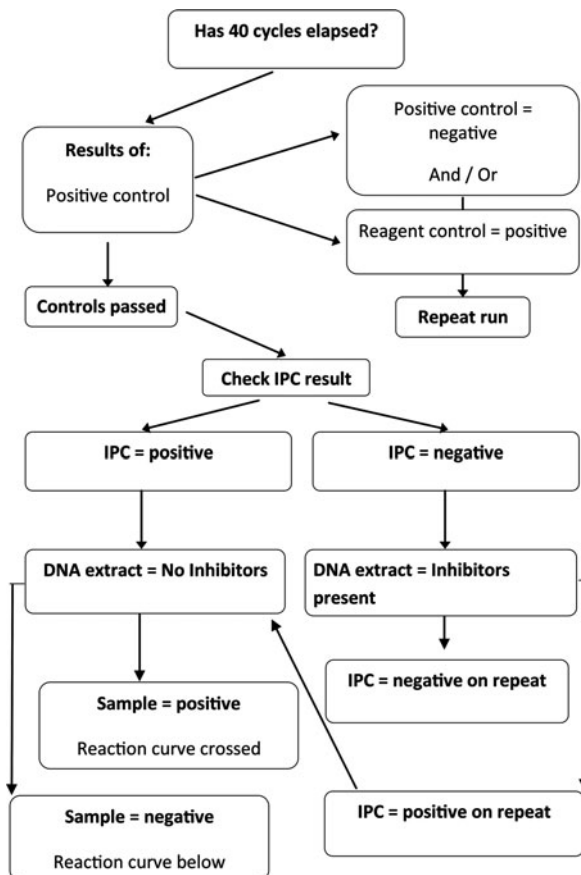 Has 40 cycles elapsed?
Results of:
Positive control
Positive control =
negative
And / Or
Reagent control = positive
Controls passed
Repeat run
Check IPC result
IPC = positive
IPC = negative
DNA extract = No Inhibitors
DNA extract = Inhibitors
present
IPC = negative on repeat
Sample = positive
Reaction curve crossed
IPC = positive on repeat
Sample = negative
Reaction curve below